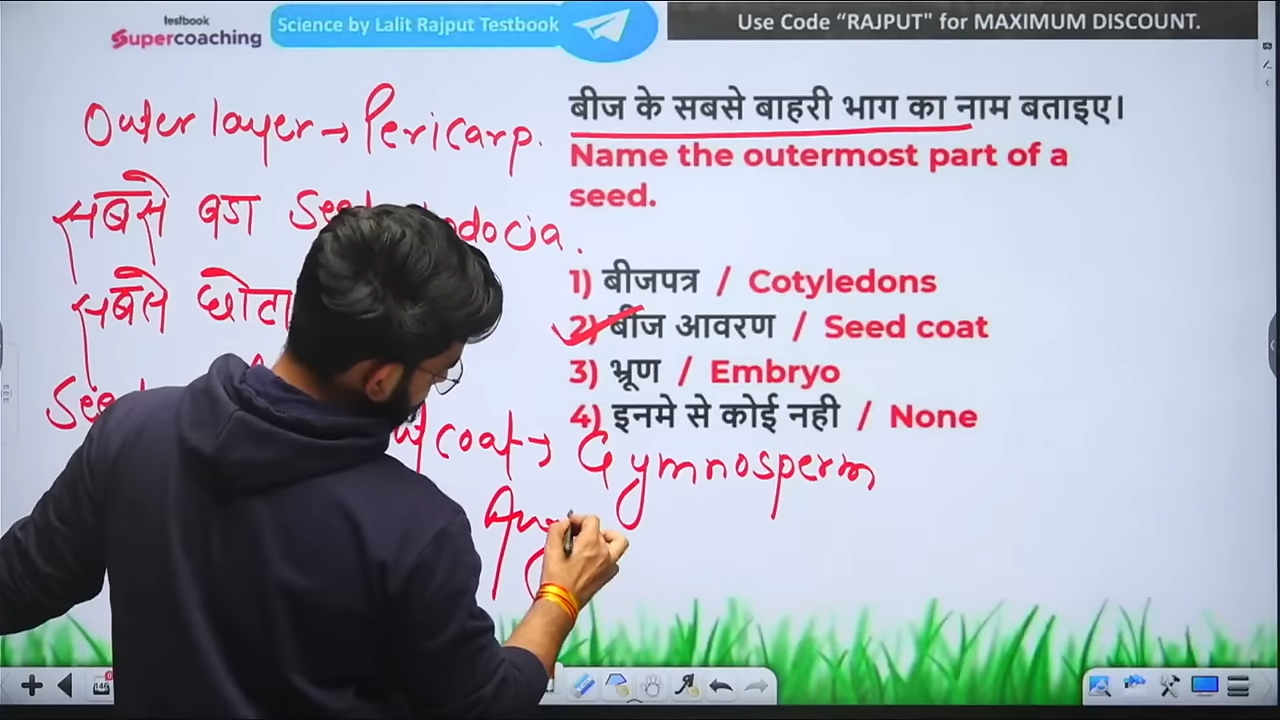 testbook
Supercoaching
Science by Lalit Rajput Testbook
Use Code “RAJPUT" for MAXIMUM DISCOUNT.
बीज के सबसे बाहरी भाग का नाम बताइए।
Name the outermost part of a
seed.
1) बीजपत्र / Cotyledons
2) बीज आवरण / Seed coat
3) भ्रूण / Embryo
4) इनमे से कोई नही / None
Outer layer → Pericarp.
सबसे बडा
सबसे छोटा
coat → Gymnosperm